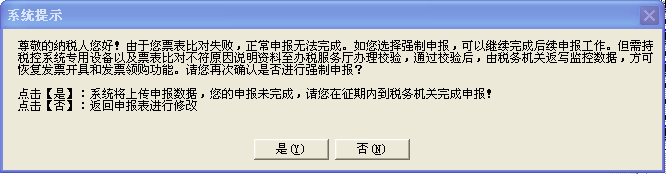 系统提示
尊敬的纳税人您好！由于您票表比对失败，正常申报无法完成。如您选择强制申报，可以继续完成后续申报工作。但需持
税控系统专用设备以及票表比对不符原因说明资料至办税服务厅办理校验，通过校验后，由税务机关返写监控数据，方可
恢复发票开具和发票领购功能。请您再次确认是否进行强制申报？
点击【是】：系统将上传申报数据，您的申报未完成，请您在征期内到税务机关完成申报！
点击【否】：返回申报表进行修改
是(Y) 否(N)